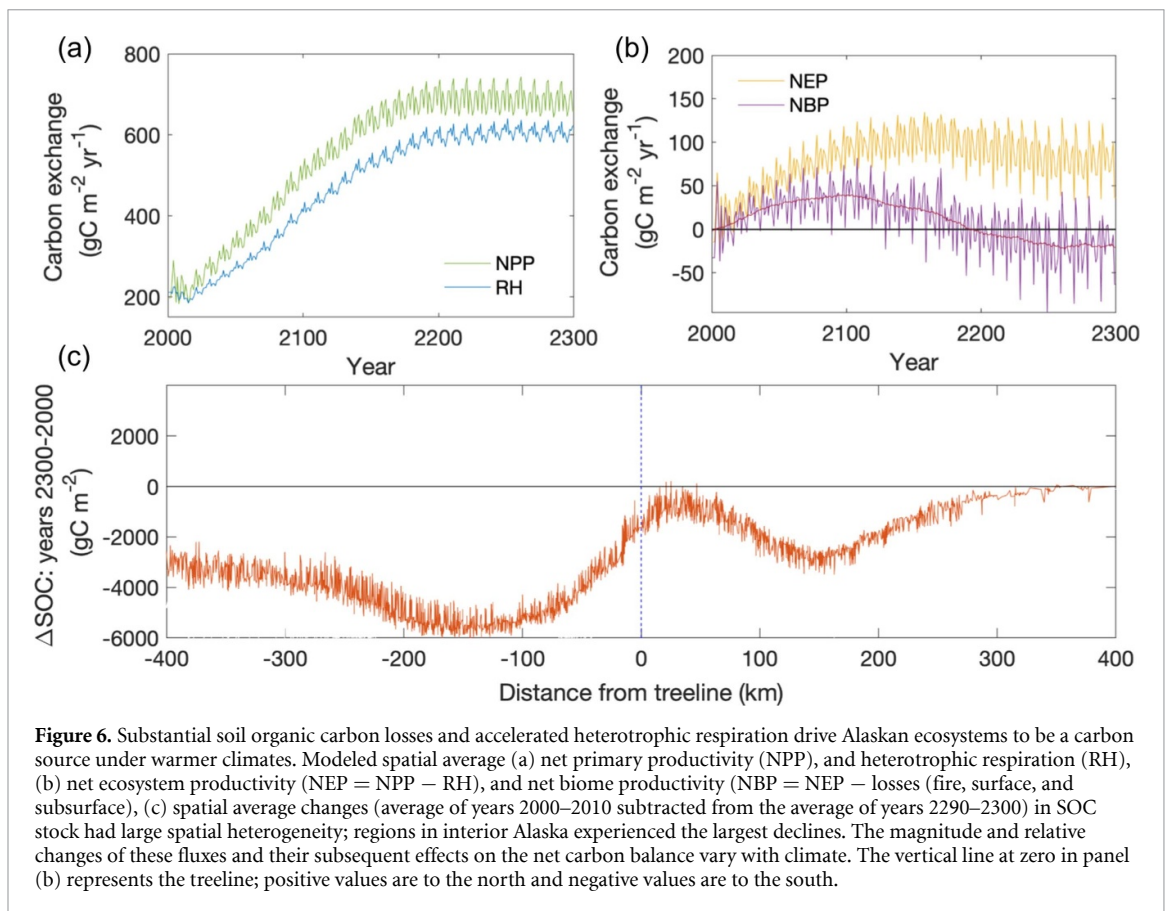 (a)
800
600
400
200
Carbon exchange
(gC m⁻² yr⁻¹)
NPP
RH
2000 2100 2200 2300
Year
(b)
200
150
100
50
0
-50
Carbon exchange
(gC m⁻² yr⁻¹)
NEP
NBP
2000 2100 2200 2300
Year
(c)
△SOC: years 2300-2000
(gC m⁻²)
2000
0
-2000
-4000
-6000
-400 -300 -200 -100 0 100 200 300 400
Distance from treeline (km)
Figure 6. Substantial soil organic carbon losses and accelerated heterotrophic respiration drive Alaskan ecosystems to be a carbon
source under warmer climates. Modeled spatial average (a) net primary productivity (NPP), and heterotrophic respiration (RH),
(b) net ecosystem productivity (NEP = NPP − RH), and net biome productivity (NBP = NEP − losses (fire, surface, and
subsurface), (c) spatial average changes (average of years 2000–2010 subtracted from the average of years 2290–2300) in SOC
stock had large spatial heterogeneity; regions in interior Alaska experienced the largest declines. The magnitude and relative
changes of these fluxes and their subsequent effects on the net carbon balance vary with climate. The vertical line at zero in panel
(b) represents the treeline; positive values are to the north and negative values are to the south.